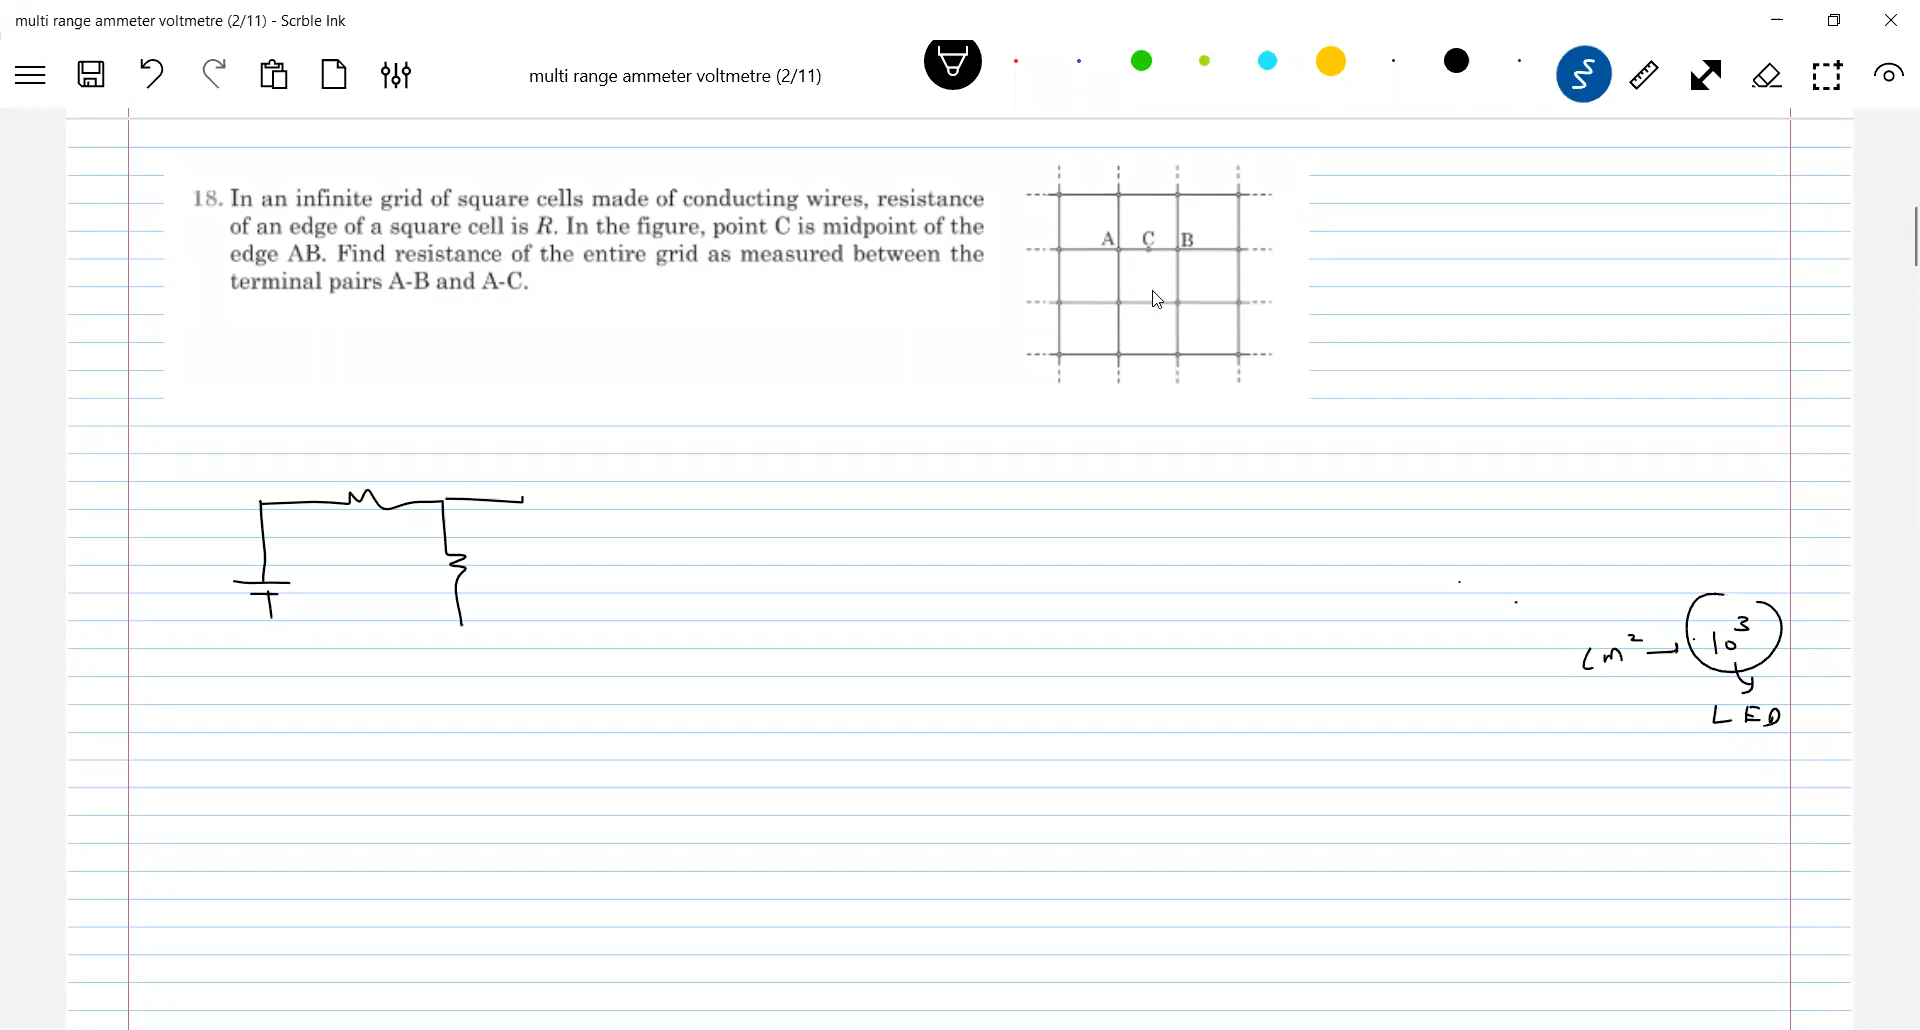 multi range ammeter voltmetre (2/11) - Scrble Ink
multi range ammeter voltmetre (2/11)
18. In an infinite grid of square cells made of conducting wires, resistance
of an edge of a square cell is R. In the figure, point C is midpoint of the
edge AB. Find resistance of the entire grid as measured between the
terminal pairs A-B and A-C.
A C B
10³
LED